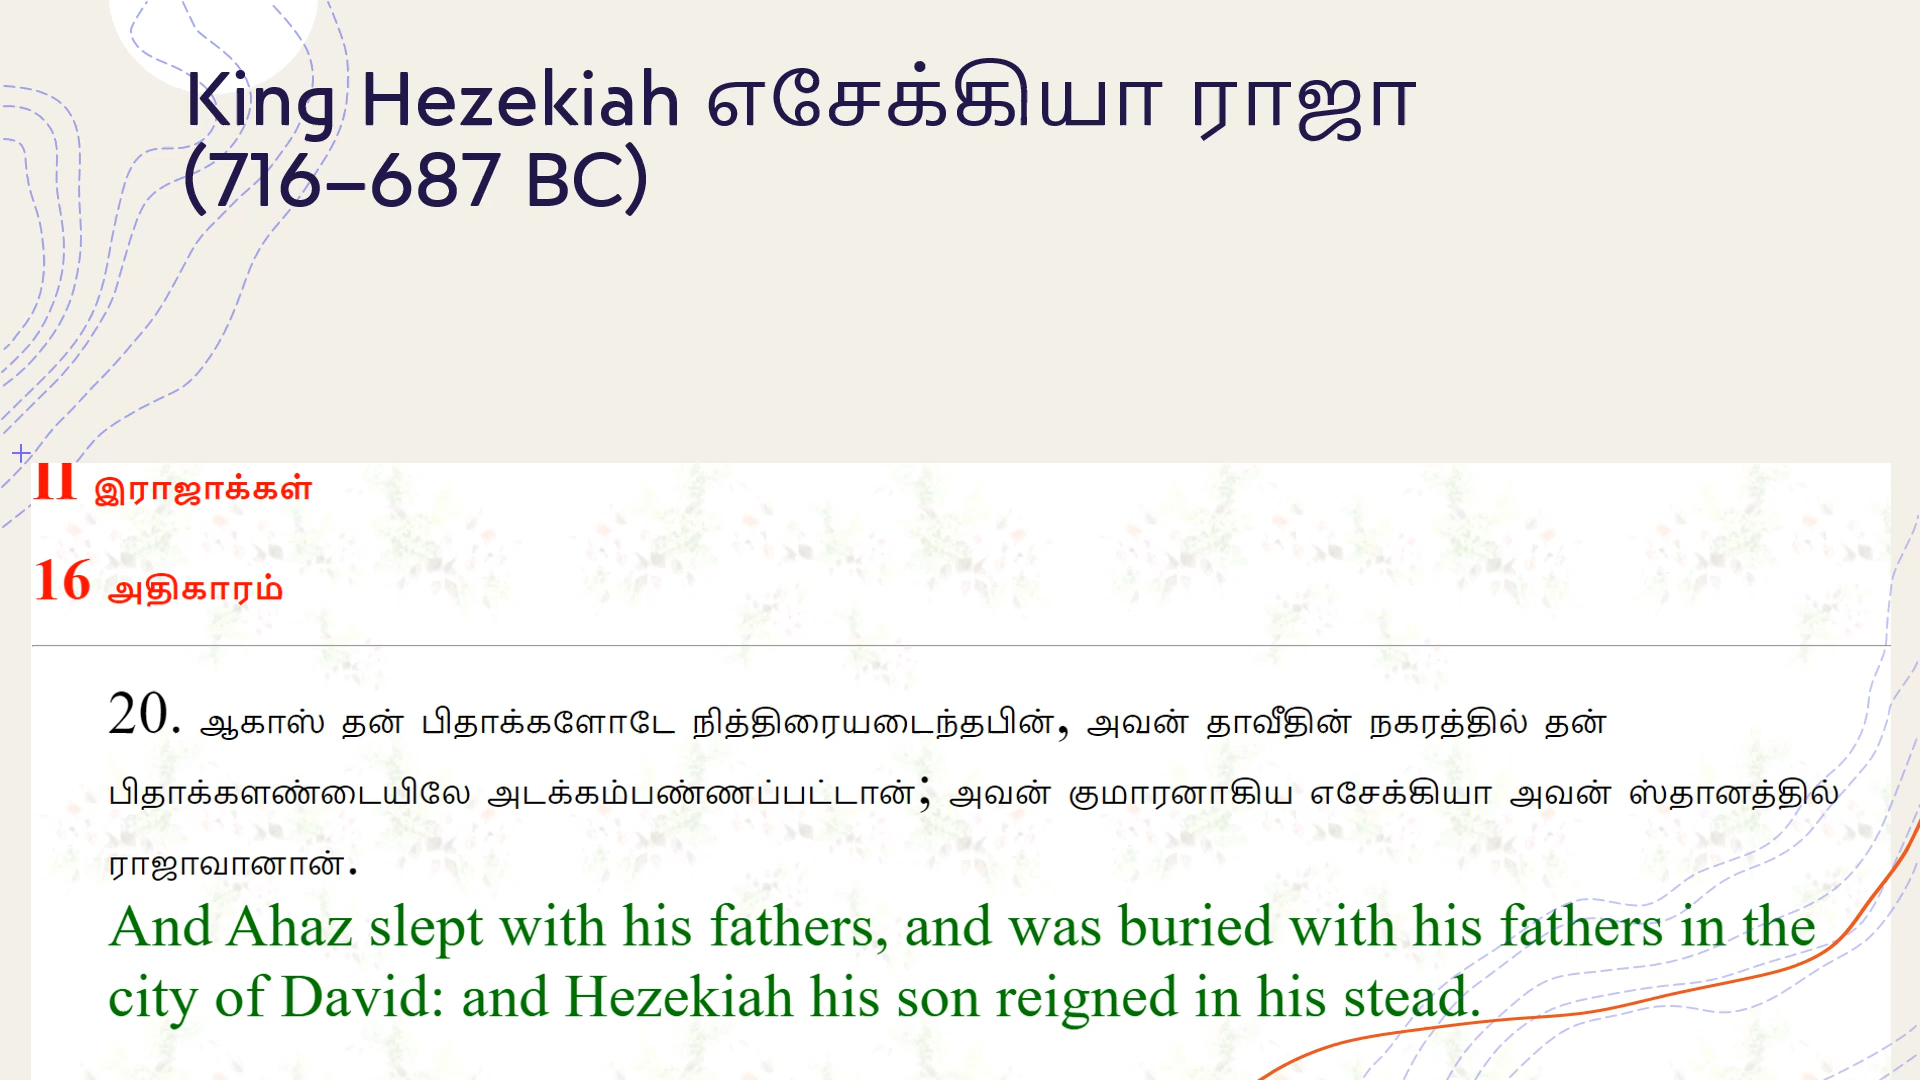 King Hezekiah எசேக்கியா ராஜா
(716–687 BC)
II இராஜாக்கள்
16 அதிகாரம்
20. ஆகாஸ் தன் பிதாக்களோடே நித்திரையடைந்தபின், அவன் தாவீதின் நகரத்தில் தன்
பிதாக்களண்டையிலே அடக்கம்பண்ணப்பட்டான்; அவன் குமாரனாகிய எசேக்கியா அவன் ஸ்தானத்தில்
ராஜாவானான்.
And Ahaz slept with his fathers, and was buried with his fathers in the
city of David: and Hezekiah his son reigned in his stead.